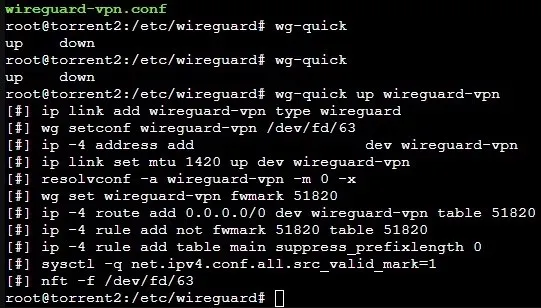 wireguard-vpn.conf
root@torrent2:/etc/wireguard# wg-quick
up down
root@torrent2:/etc/wireguard# wg-quick
up down
root@torrent2:/etc/wireguard# wg-quick up wireguard-vpn
[#] ip link add wireguard-vpn type wireguard
[#] wg setconf wireguard-vpn /dev/fd/63
[#] ip -4 address add dev wireguard-vpn
[#] ip link set mtu 1420 up dev wireguard-vpn
[#] resolvconf -a wireguard-vpn -m 0 -x
[#] wg set wireguard-vpn fwmark 51820
[#] ip -4 route add 0.0.0.0/0 dev wireguard-vpn table 51820
[#] ip -4 rule add not fwmark 51820 table 51820
[#] ip -4 rule add table main suppress_prefixlength 0
[#] sysctl -q net.ipv4.conf.all.src_valid_mark=1
[#] nft -f /dev/fd/63
root@torrent2:/etc/wireguard#